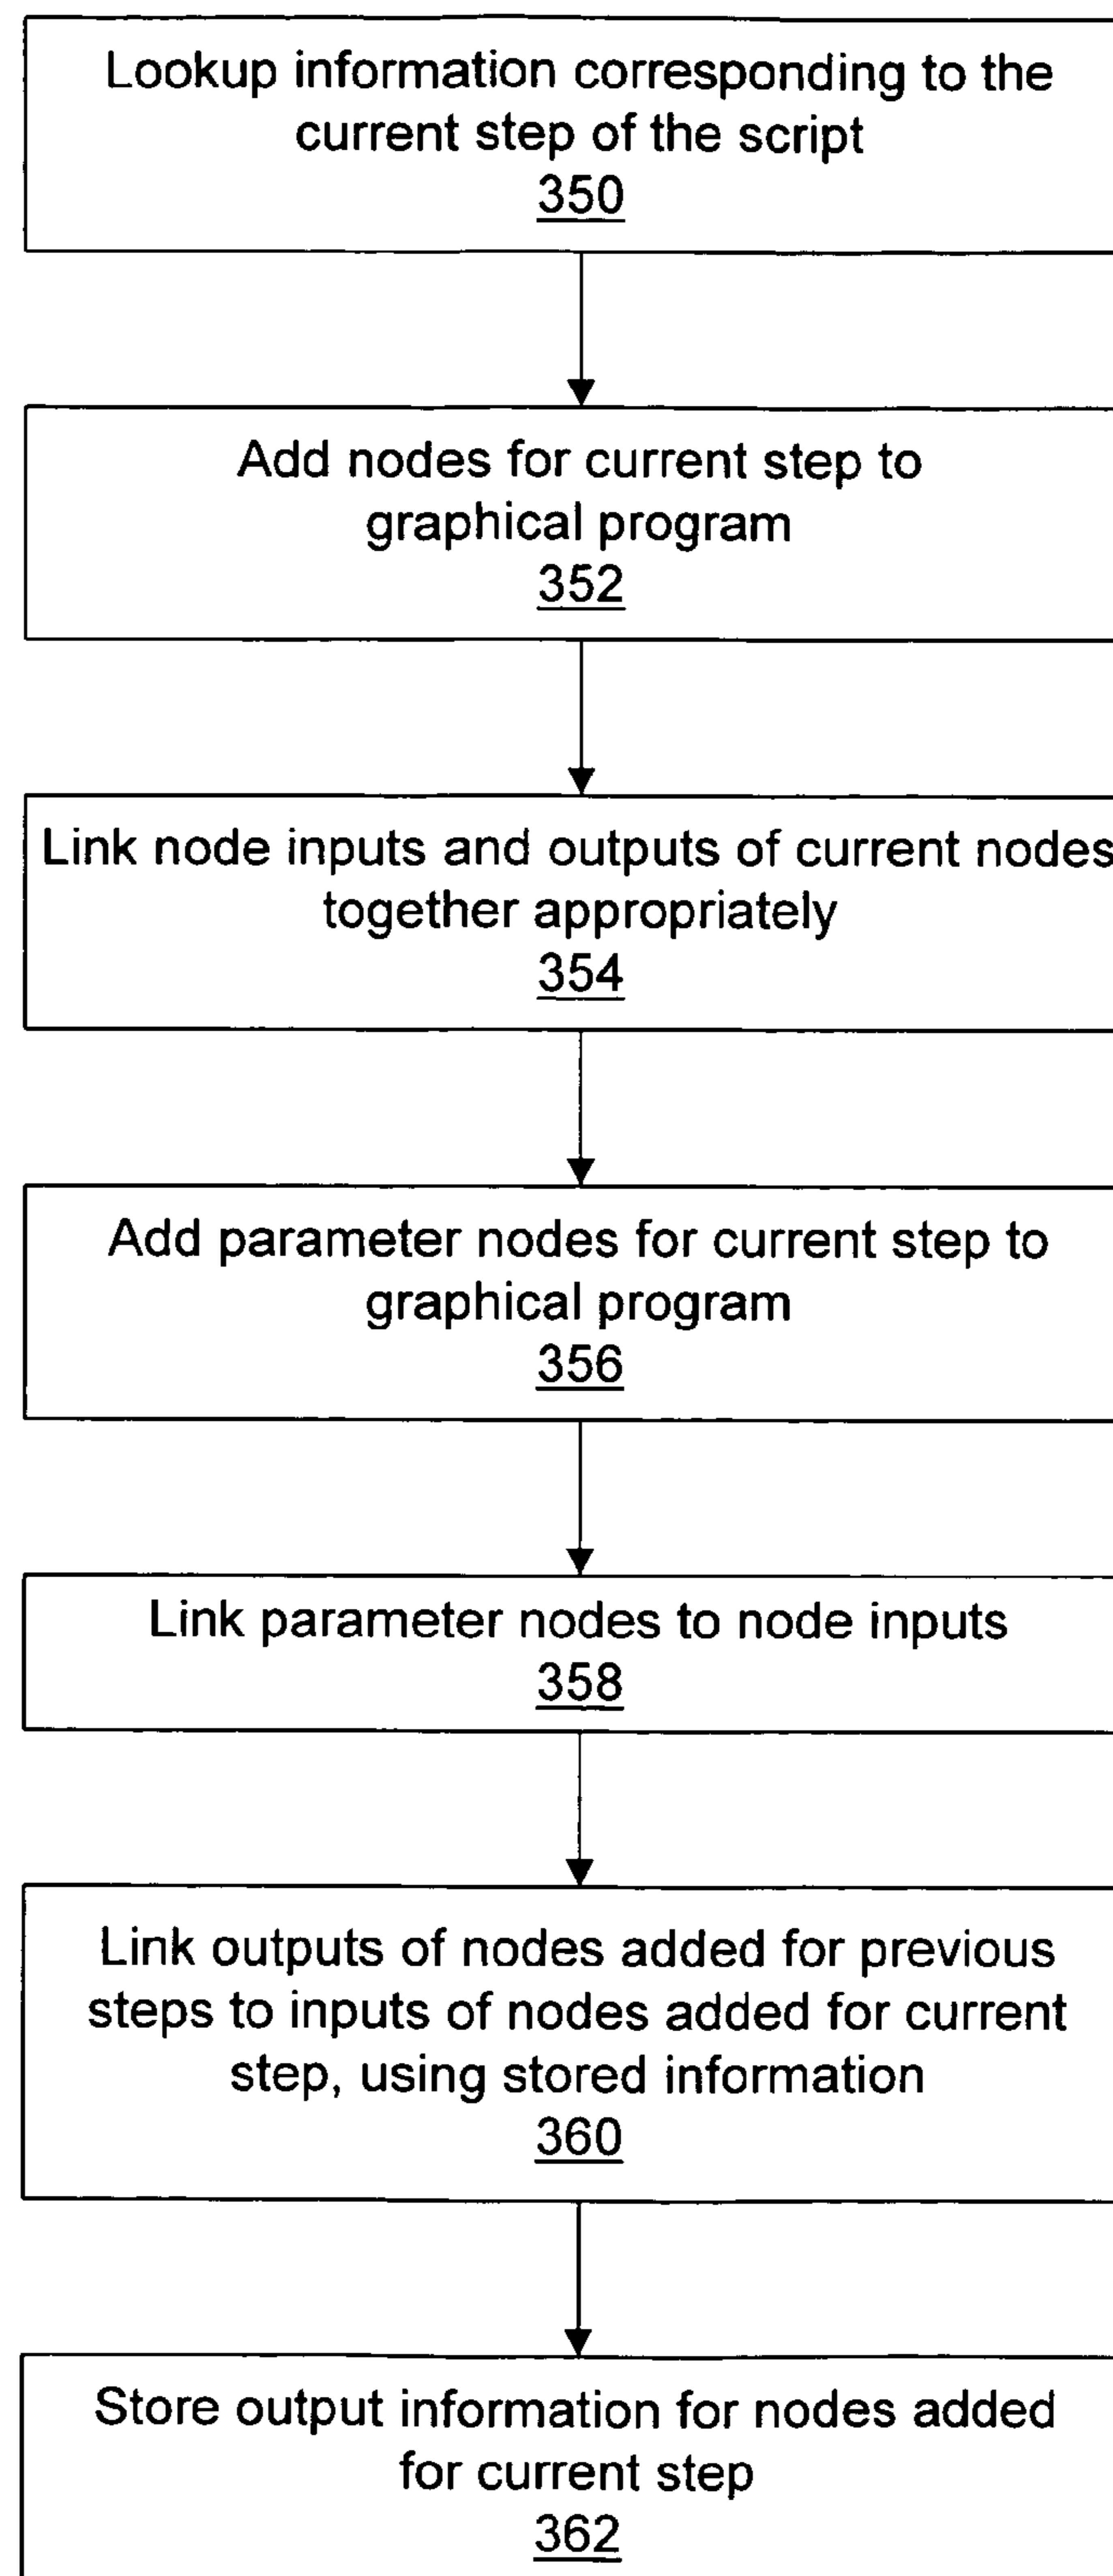 Lookup information corresponding to the
current step of the script
350
Add nodes for current step to
graphical program
352
Link node inputs and outputs of current nodes
together appropriately
354
Add parameter nodes for current step to
graphical program
356
Link parameter nodes to node inputs
358
Link outputs of nodes added for previous
steps to inputs of nodes added for current
step, using stored information
360
Store output information for nodes added
for current step
362